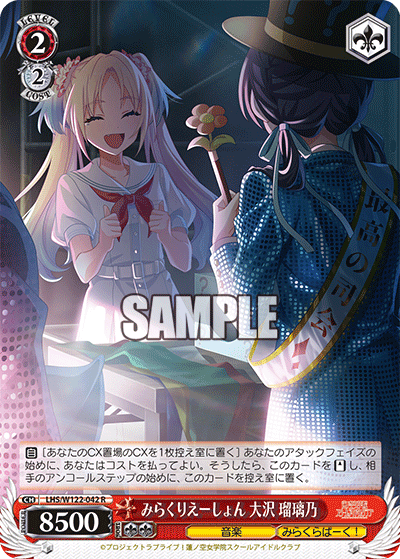 LEVEL
2
2
COST
最高の司会!!
SAMPLE
自 [あなたのCX置場のCXを1枚控え室に置く] あなたのアタックフェイズの
始めに、あなたはコストを払ってよい。そうしたら、このカードを【】し、相
手のアンコールステップの始めに、このカードを控え室に置く。
CH LHS/W122-042 R
8500
みらくりえーしょん 大沢 瑠璃乃
音楽
みらくらぱーく!
©プロジェクトラブライブ!蓮ノ空女学院スクールアイドルクラブ